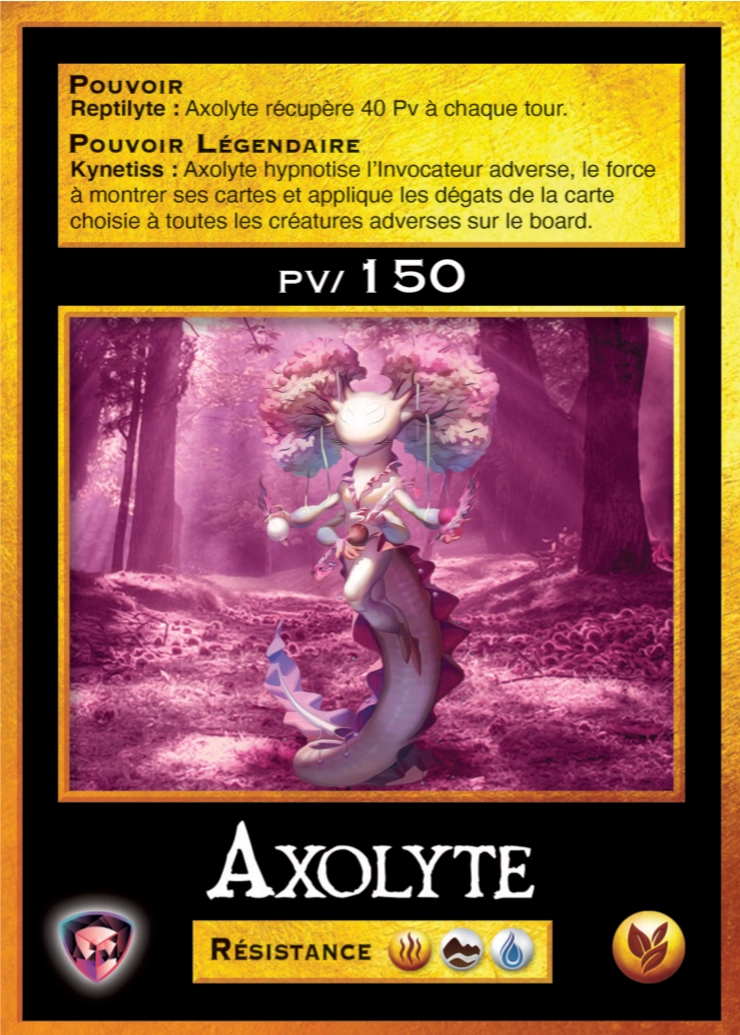 Pouvoir
Reptilyte : Axolyte récupère 40 Pv à chaque tour.
Pouvoir Légendaire
Kynetiss : Axolyte hypnotise l’Invocateur adverse, le force
à montrer ses cartes et applique les dégats de la carte
choisie à toutes les créatures adverses sur le board.
PV/ 150
Axolyte
Résistance